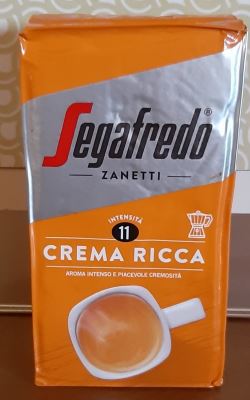 Segafredo®
ZANETTI
INTENSITÀ
11
CREMA RICCA
AROMA INTENSO E PIACEVOLE CREMOSITÀ